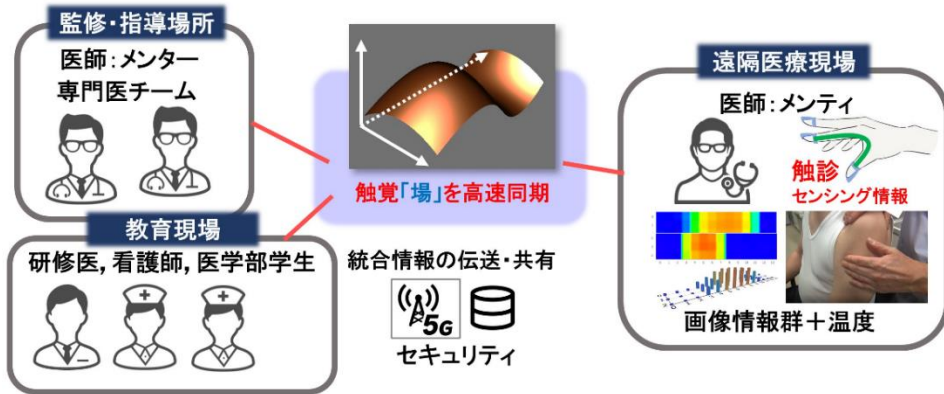 監修・指導場所
医師:メンター
専門医チーム
教育現場
研修医,看護師,医学部学生
触覚「場」を高速同期
統合情報の伝送・共有
5G
セキュリティ
遠隔医療現場
医師:メンティ
触診
センシング情報
画像情報群+温度